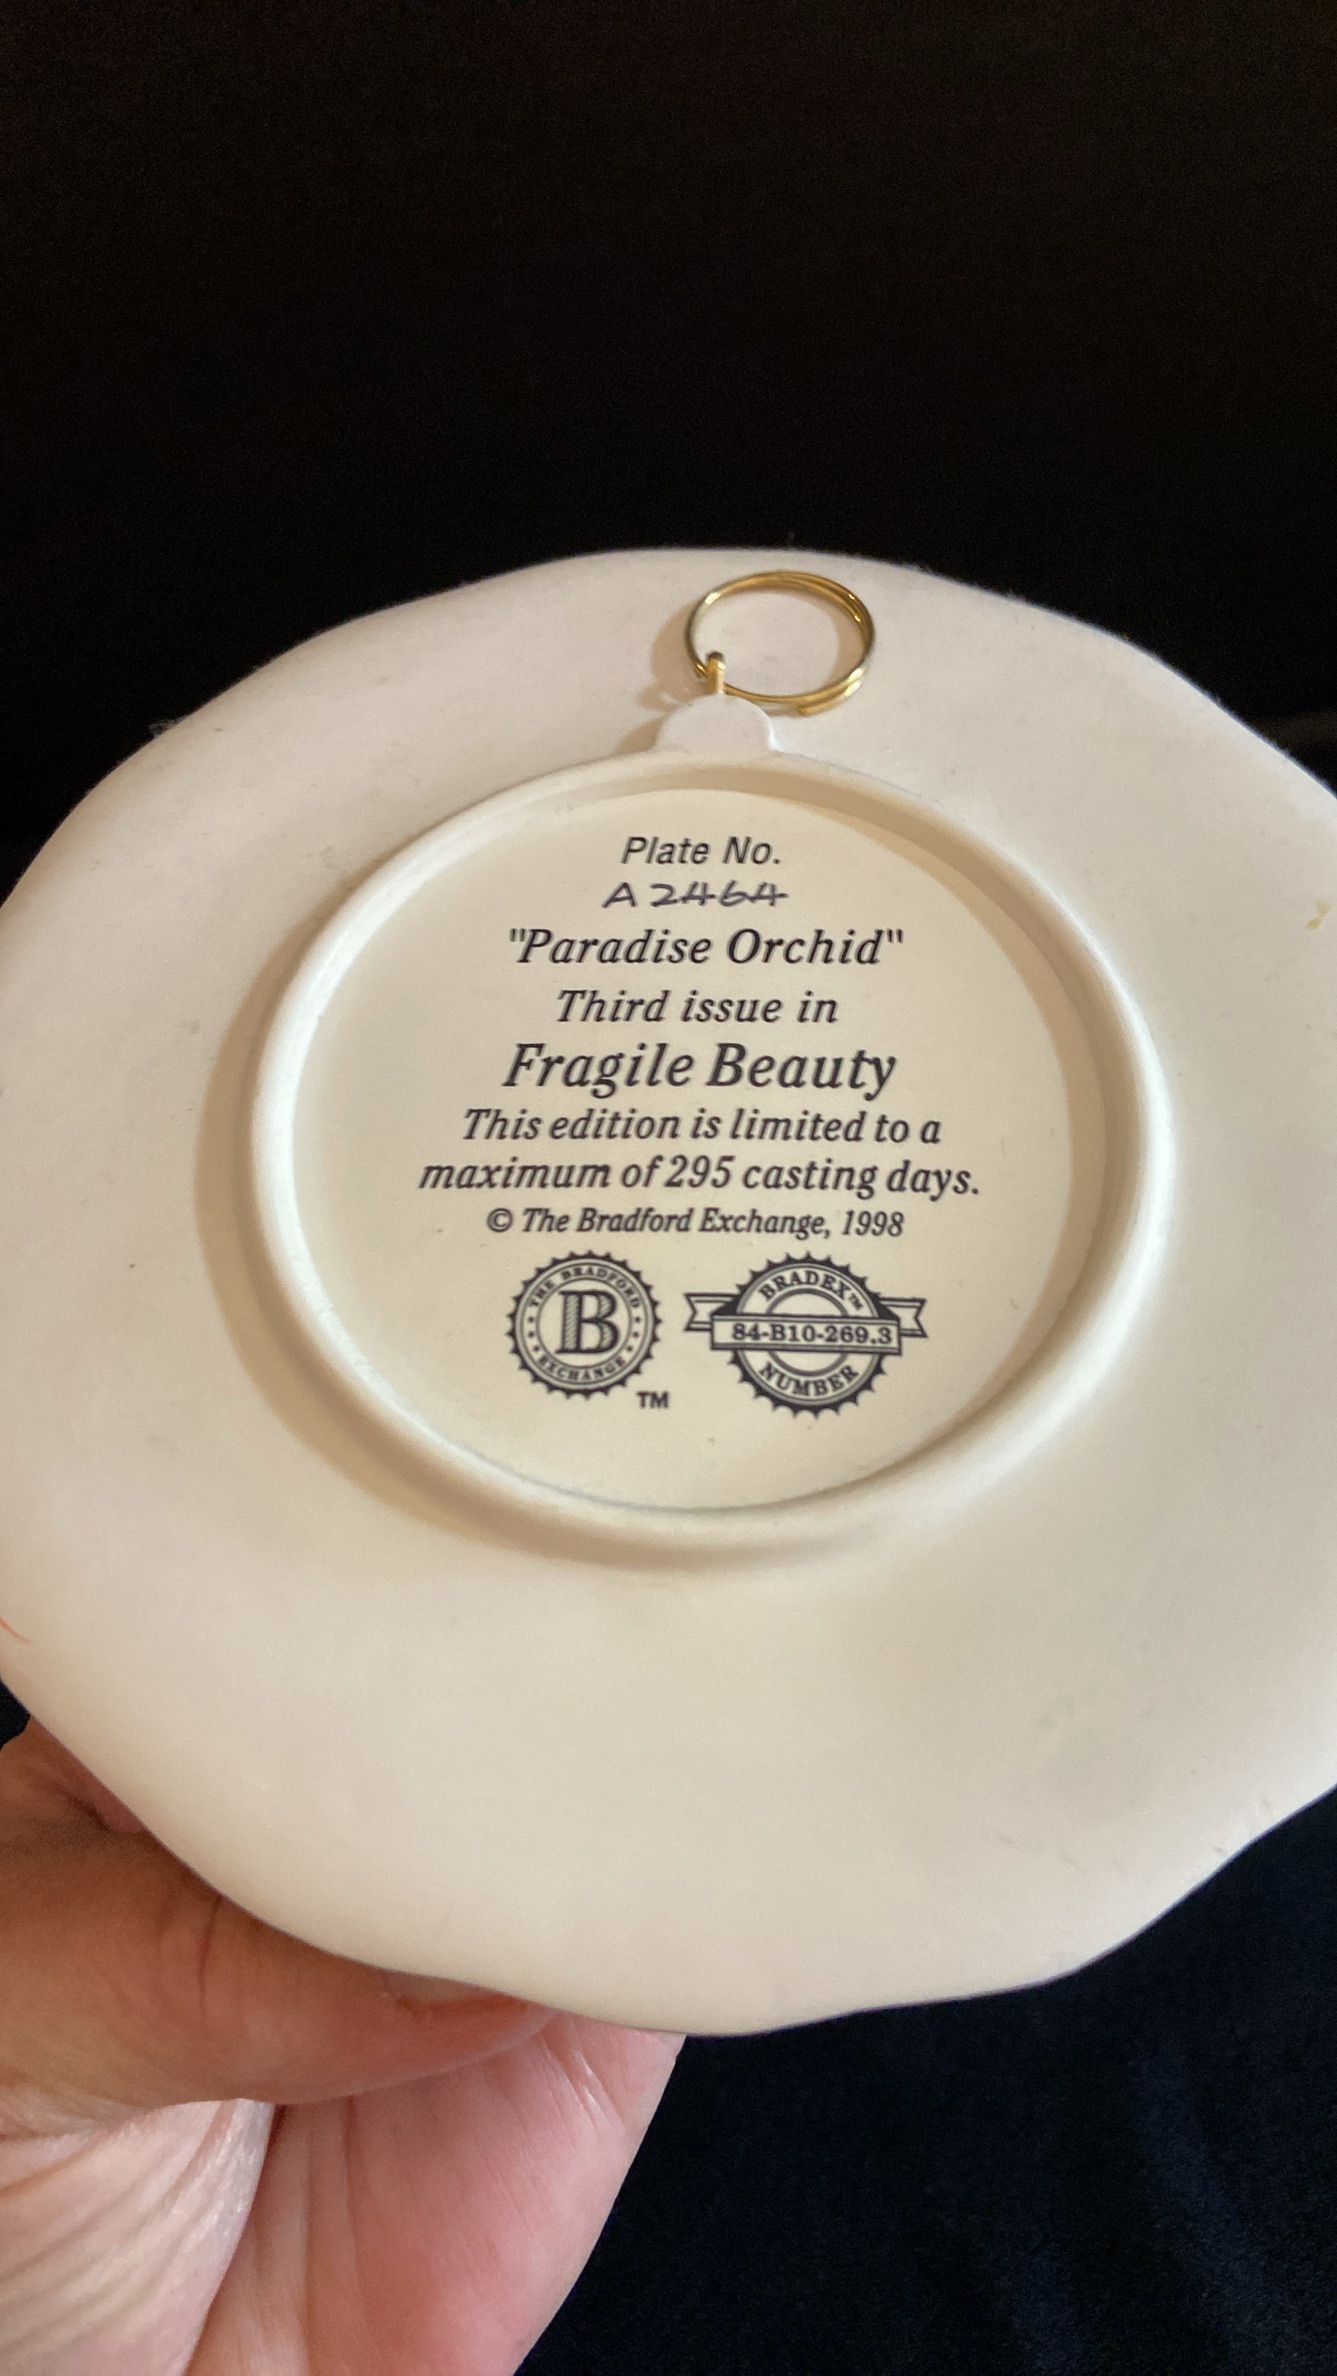 Plate No.
A2464
"Paradise Orchid"
Third issue in
Fragile Beauty
This edition is limited to a
maximum of 295 casting days.
© The Bradford Exchange, 1998
THE BRADFORD
B
EXCHANGE
TM
BRADEX™
84-B10-269.3
NUMBER